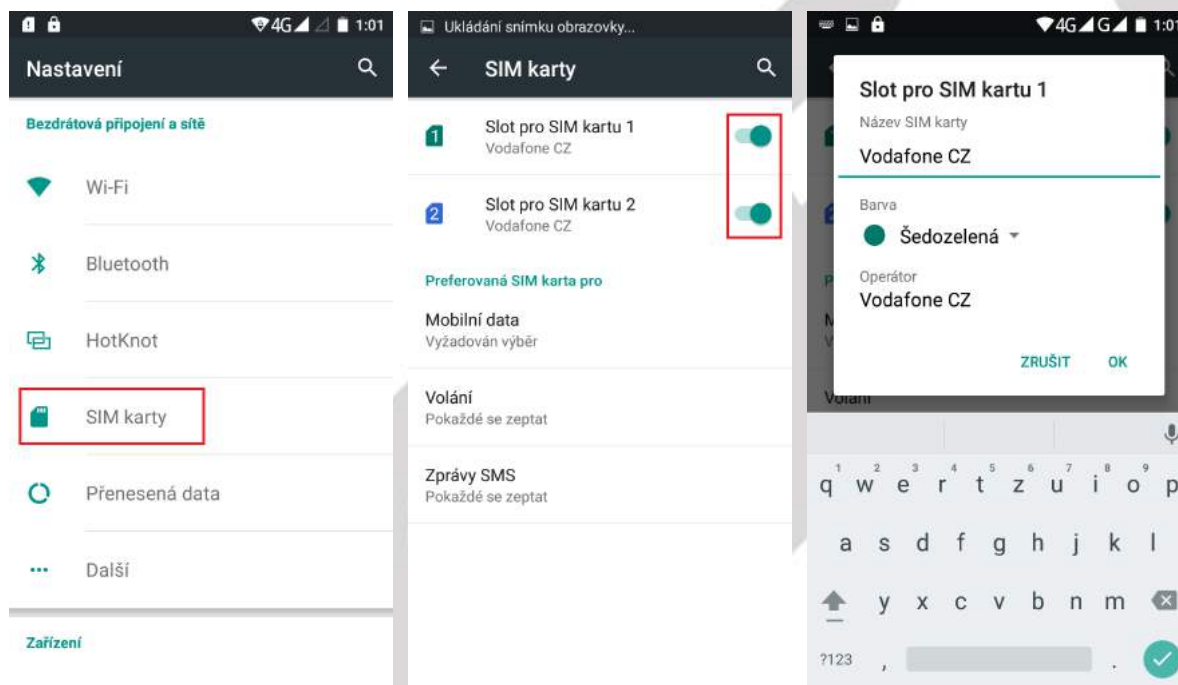 4G 1:01
Nastavení
Bezdrátová připojení a sítě
Wi-Fi
Bluetooth
HotKnot
SIM karty
Přenesená data
Další
Zařízení
Ukládání snímku obrazovky...
SIM karty
1 Slot pro SIM kartu 1
Vodafone CZ
2 Slot pro SIM kartu 2
Vodafone CZ
Preferovaná SIM karta pro
Mobilní data
Vyžadován výběr
Volání
Pokaždé se zeptat
Zprávy SMS
Pokaždé se zeptat
4G G 1:01
Slot pro SIM kartu 1
Název SIM karty
Vodafone CZ
Barva
Šedozelená
Operátor
Vodafone CZ
ZRUŠIT OK
Volání
1 2 3 4 5 6 7 8 9
q w e r t z u i o p
a s d f g h j k l
y x c v b n m
?123 , .